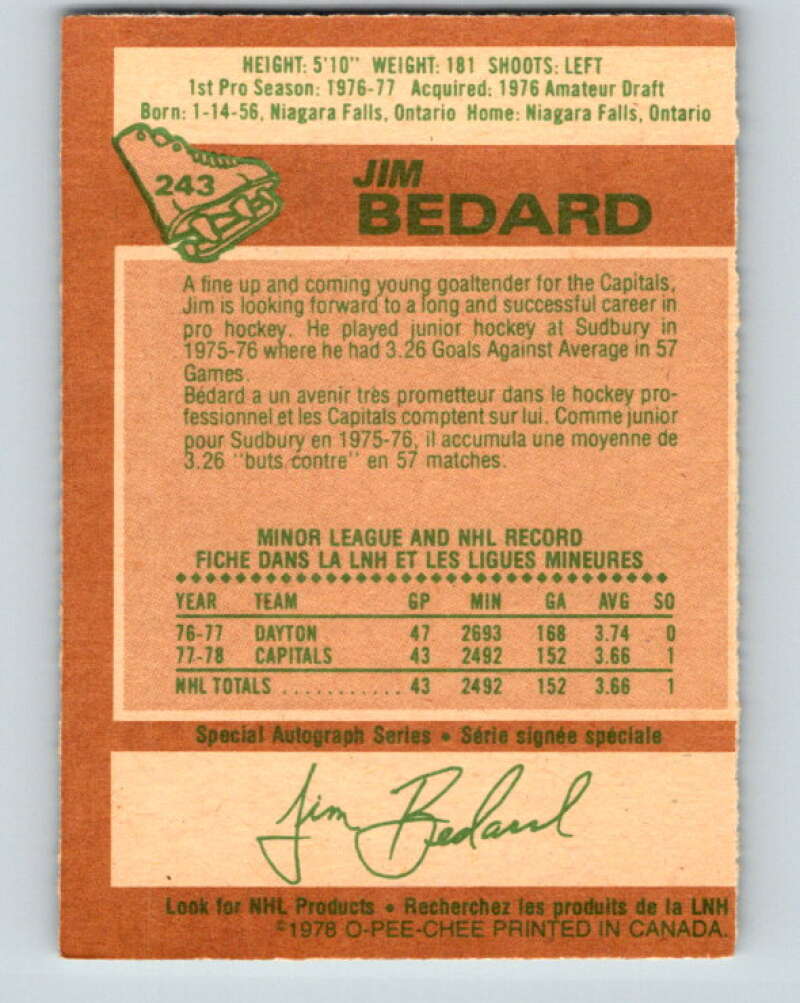 HEIGHT: 5'10" WEIGHT: 181 SHOOTS: LEFT
1st Pro Season: 1976-77 Acquired: 1976 Amateur Draft
Born: 1-14-56, Niagara Falls, Ontario Home: Niagara Falls, Ontario
243
JIM
BEDARD
A fine up and coming young goaltender for the Capitals,
Jim is looking forward to a long and successful career in
pro hockey. He played junior hockey at Sudbury in
1975-76 where he had 3.26 Goals Against Average in 57
Games.
Bédard a un avenir très prometteur dans le hockey pro-
fessionnel et les Capitals comptent sur lui. Comme junior
pour Sudbury en 1975-76, il accumula une moyenne de
3.26 "buts contre" en 57 matches.
MINOR LEAGUE AND NHL RECORD
FICHE DANS LA LNH ET LES LIGUES MINEURES
YEAR TEAM GP MIN GA AVG SO
76-77 DAYTON 47 2693 168 3.74 0
77-78 CAPITALS 43 2492 152 3.66 1
NHL TOTALS ............ 43 2492 152 3.66 1
Special Autograph Series • Série signée spéciale
Jim Bedard
Look for NHL Products • Recherchez les produits de la LNH
©1978 O-PEE-CHEE PRINTED IN CANADA.